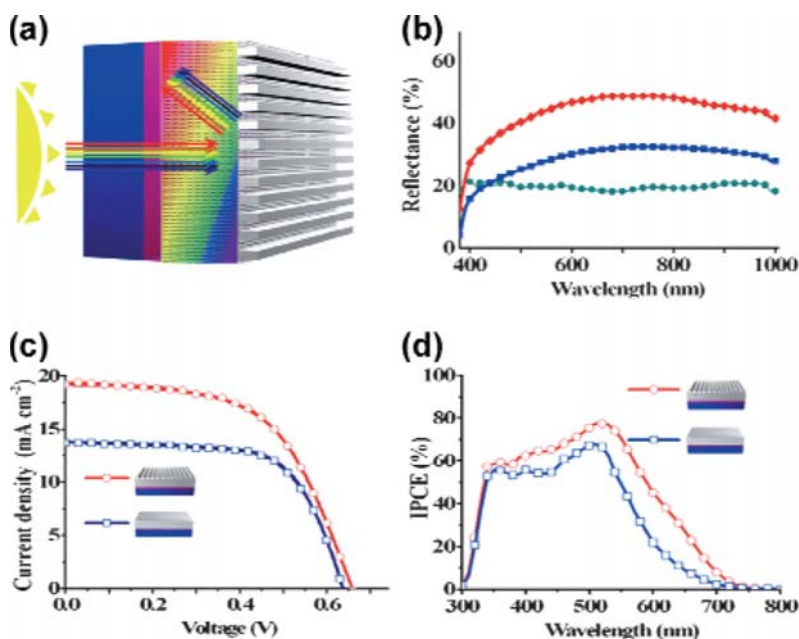 (a)
(b)
60
40
20
0
Reflectance (%)
400
600
800
1000
Wavelength (nm)
(c)
20
15
10
5
0
Current density (mA cm⁻²)
0.0
0.2
0.4
0.6
Voltage (V)
(d)
100
80
60
40
20
0
IPCE (%)
300
400
500
600
700
800
Wavelength (nm)